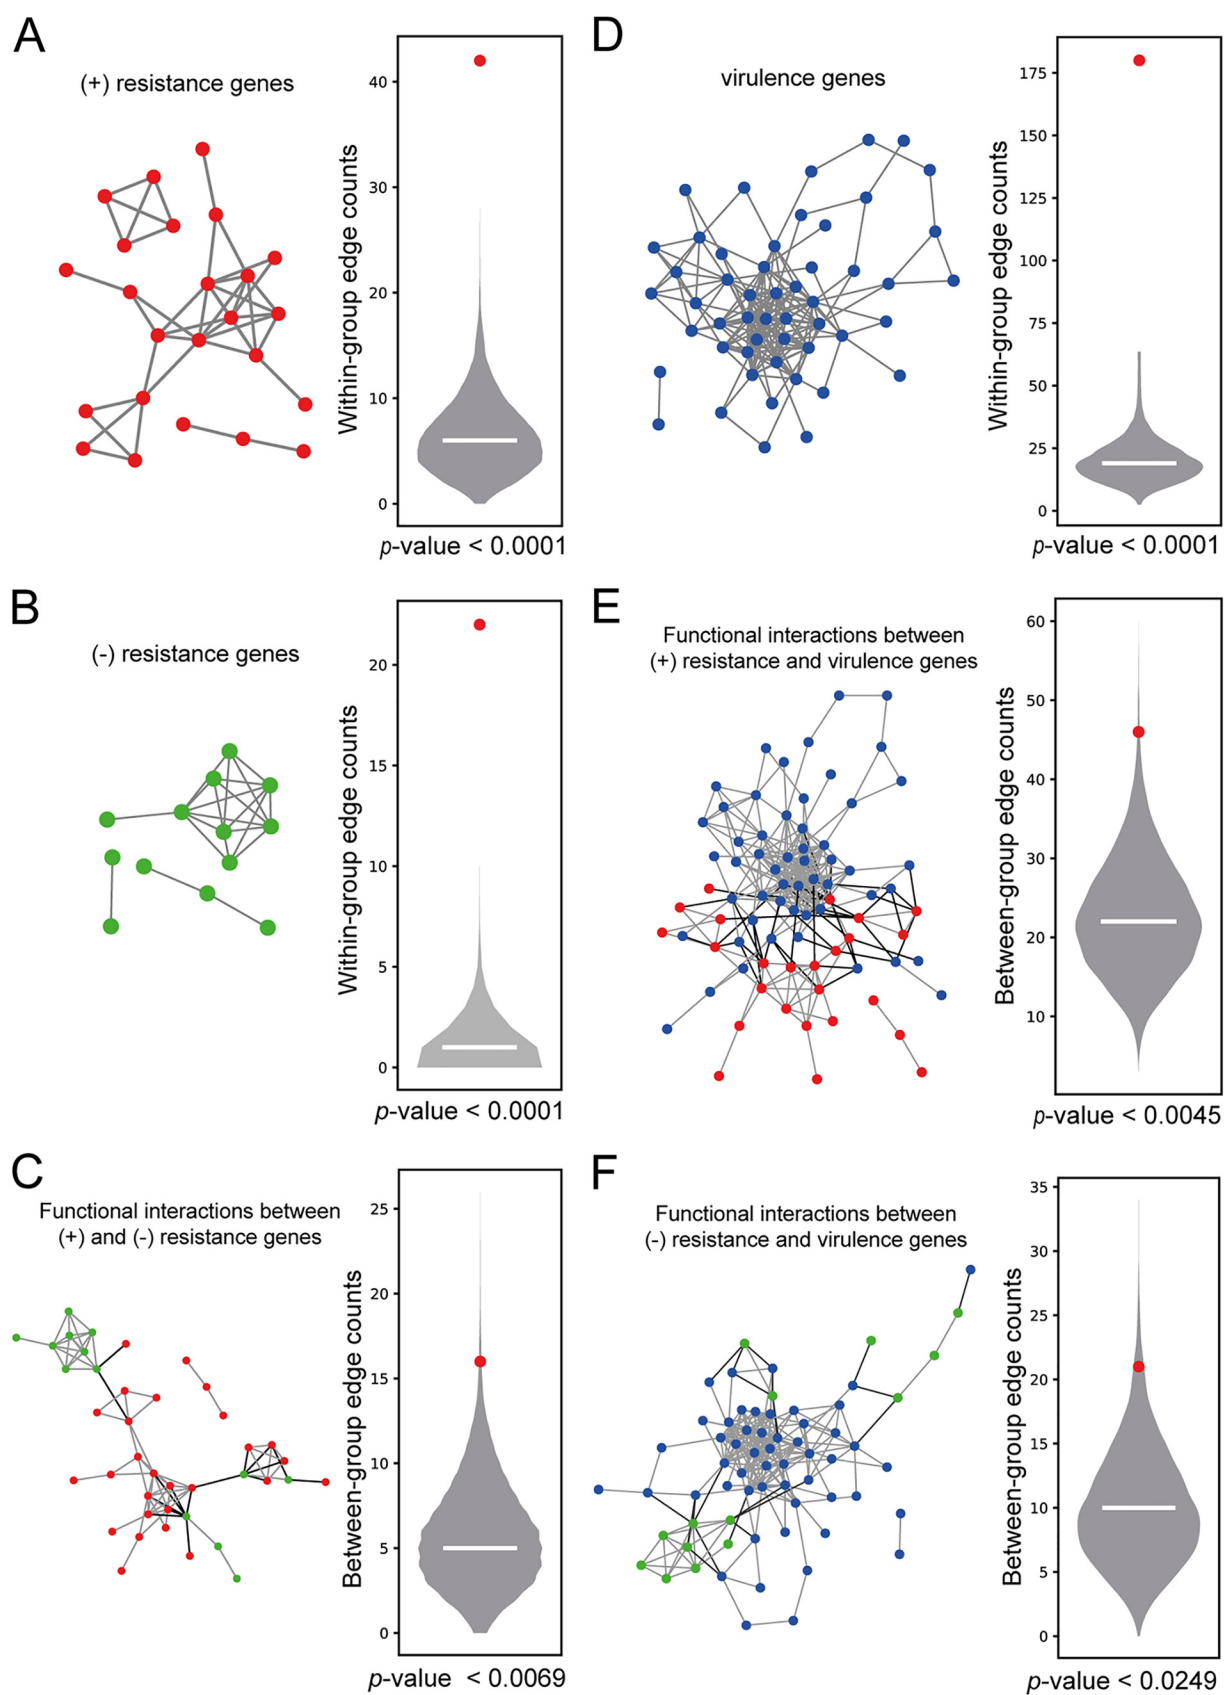 A
(+) resistance genes
Within-group edge counts
40
30
20
10
0
p-value < 0.0001
B
(-) resistance genes
Within-group edge counts
20
15
10
5
0
p-value < 0.0001
C
Functional interactions between
(+) and (-) resistance genes
Between-group edge counts
25
20
15
10
5
0
p-value < 0.0069
D
virulence genes
Within-group edge counts
175
150
125
100
75
50
25
0
p-value < 0.0001
E
Functional interactions between
(+) resistance and virulence genes
Between-group edge counts
60
50
40
30
20
10
p-value < 0.0045
F
Functional interactions between
(-) resistance and virulence genes
Between-group edge counts
35
30
25
20
15
10
5
0
p-value < 0.0249